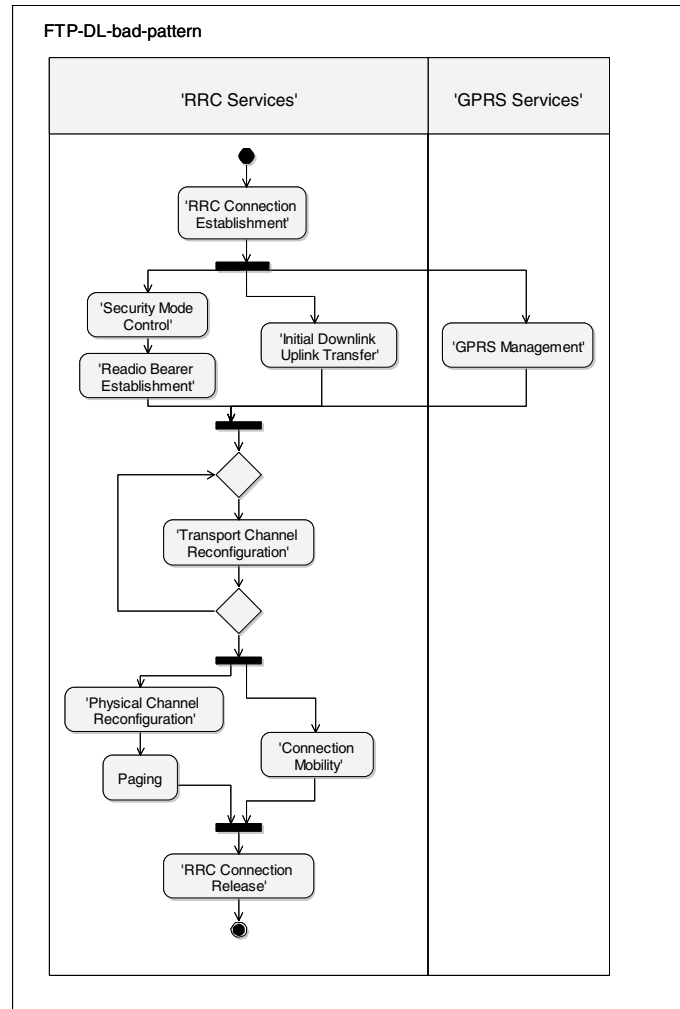 FTP-DL-bad-pattern
'RRC Services'
'GPRS Services'
'RRC Connection
Establishment'
'Security Mode
Control'
'Initial Downlink
Uplink Transfer'
'GPRS Management'
'Readio Bearer
Establishment'
'Transport Channel
Reconfiguration'
'Physical Channel
Reconfiguration'
'Connection
Mobility'
Paging
'RRC Connection
Release'